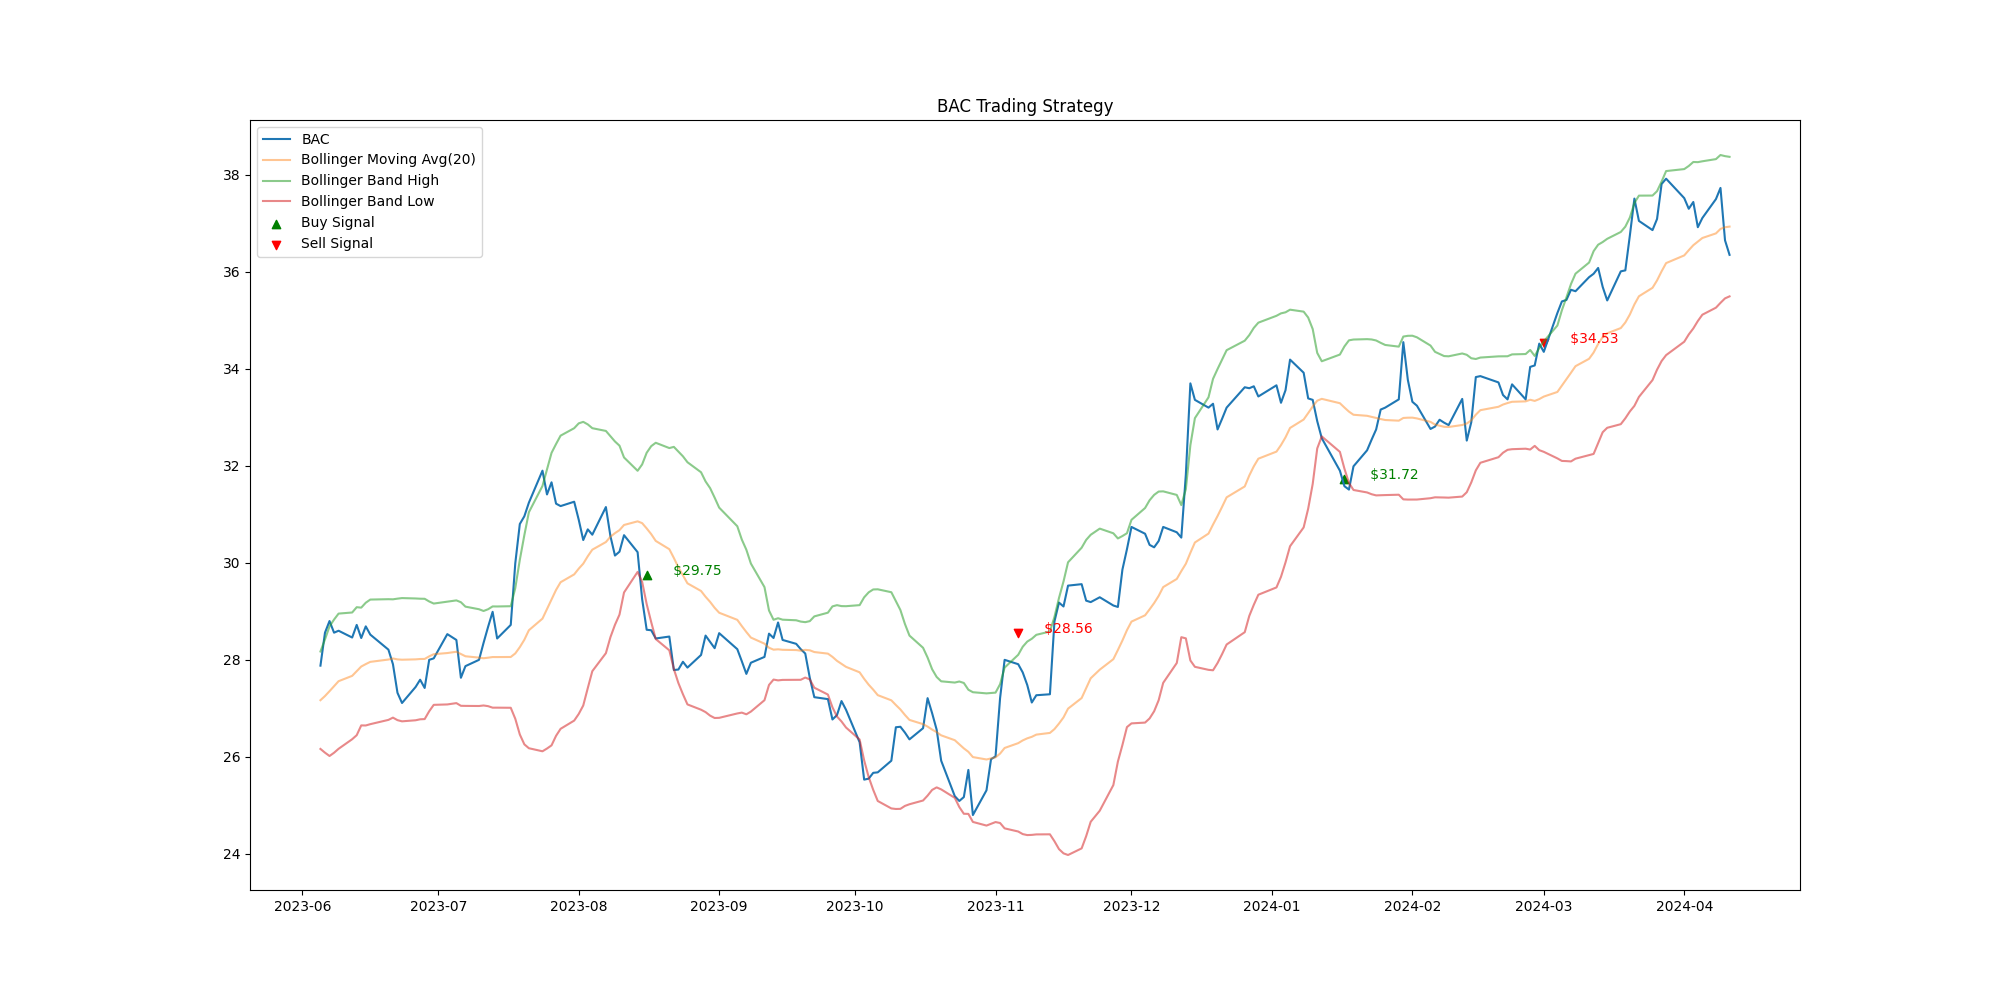 BAC Trading Strategy
BAC
Bollinger Moving Avg(20)
Bollinger Band High
Bollinger Band Low
Buy Signal
Sell Signal
38
36
34
32
30
28
26
24
$34.53
$31.72
$29.75
$28.56
2023-06 2023-07 2023-08 2023-09 2023-10 2023-11 2023-12 2024-01 2024-02 2024-03 2024-04